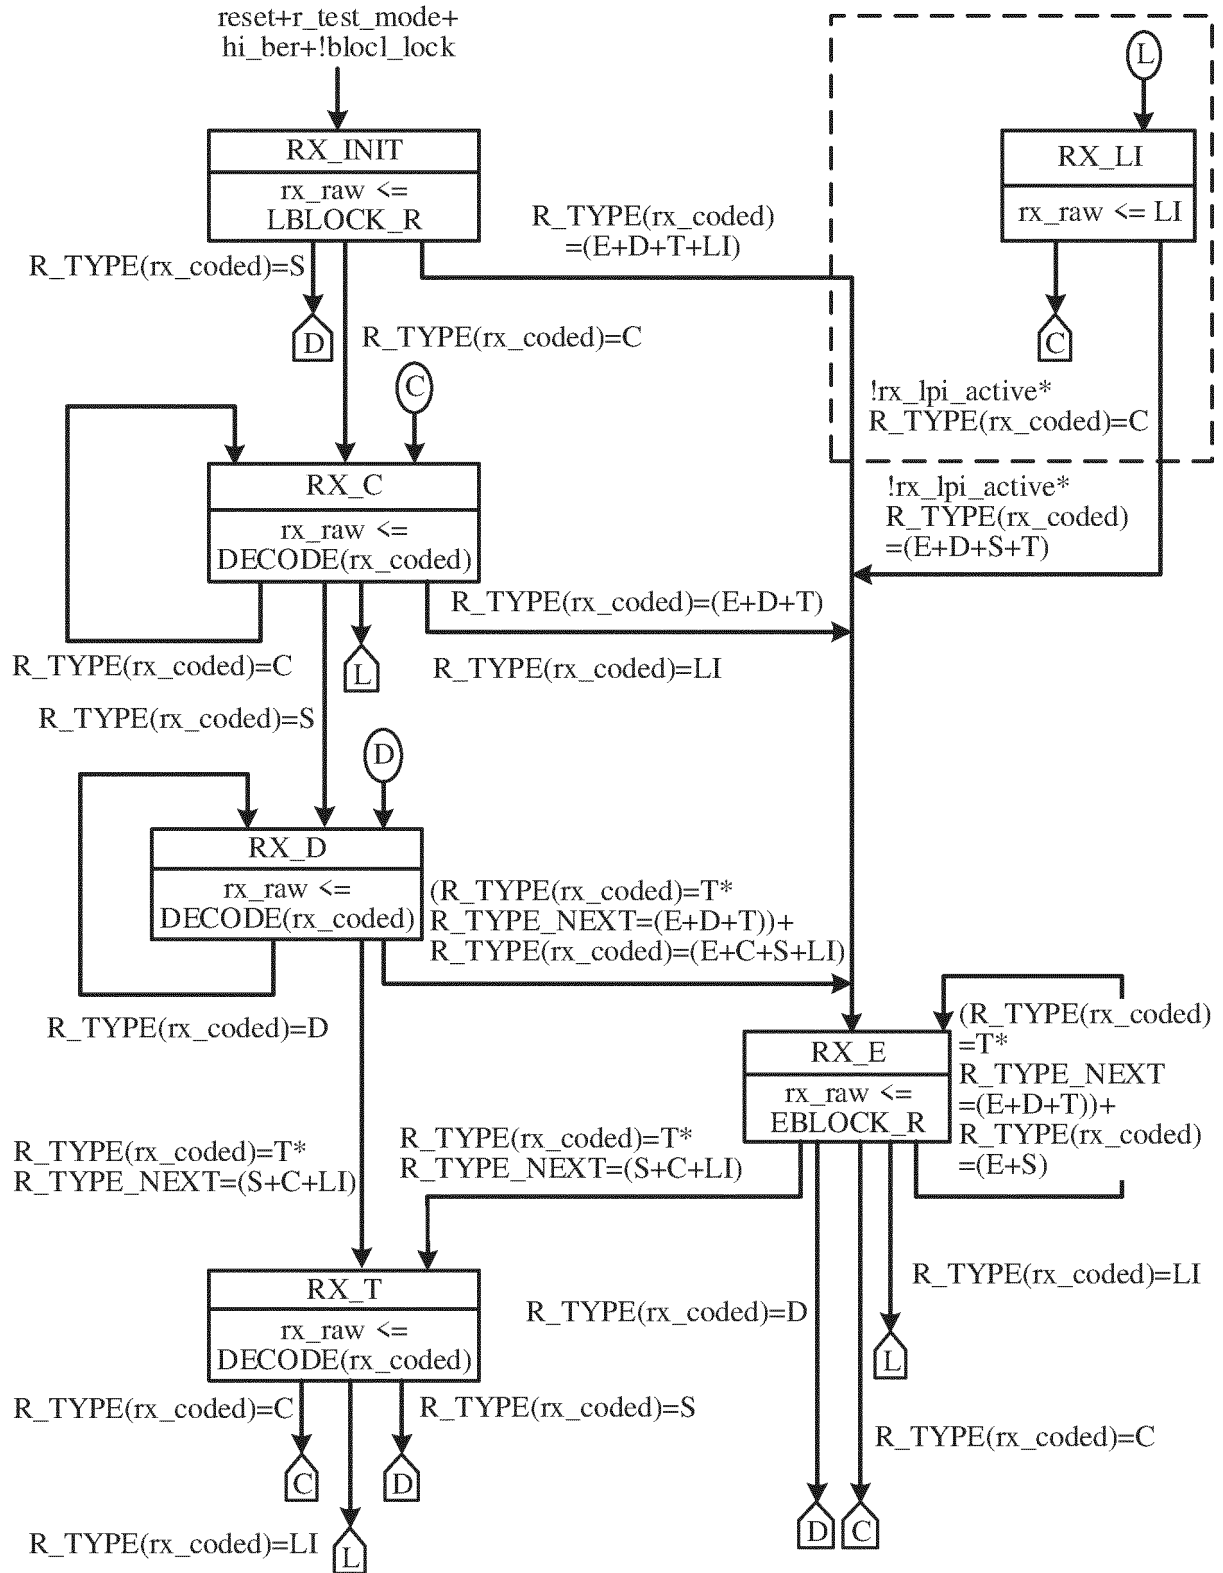 reset+r_test_mode+
hi_ber+!blocl_lock
L
RX_INIT
rx_raw <=
LBLOCK_R
RX_LI
rx_raw <= LI
R_TYPE(rx_coded)
=(E+D+T+LI)
R_TYPE(rx_coded)=S
D
R_TYPE(rx_coded)=C
C
C
!rx_lpi_active*
R_TYPE(rx_coded)=C
RX_C
rx_raw <=
DECODE(rx_coded)
!rx_lpi_active*
R_TYPE(rx_coded)
=(E+D+S+T)
R_TYPE(rx_coded)=(E+D+T)
R_TYPE(rx_coded)=C
L
R_TYPE(rx_coded)=LI
R_TYPE(rx_coded)=S
D
RX_D
rx_raw <=
DECODE(rx_coded)
(R_TYPE(rx_coded)=T*
R_TYPE_NEXT=(E+D+T))+
R_TYPE(rx_coded)=(E+C+S+LI)
R_TYPE(rx_coded)=D
RX_E
rx_raw <=
EBLOCK_R
(R_TYPE(rx_coded)
=T*
R_TYPE_NEXT
=(E+D+T))+
R_TYPE(rx_coded)
=(E+S)
R_TYPE(rx_coded)=T*
R_TYPE_NEXT=(S+C+LI)
R_TYPE(rx_coded)=T*
R_TYPE_NEXT=(S+C+LI)
RX_T
rx_raw <=
DECODE(rx_coded)
R_TYPE(rx_coded)=D
R_TYPE(rx_coded)=LI
L
R_TYPE(rx_coded)=C
R_TYPE(rx_coded)=S
R_TYPE(rx_coded)=C
C
D
D
C
R_TYPE(rx_coded)=LI
L